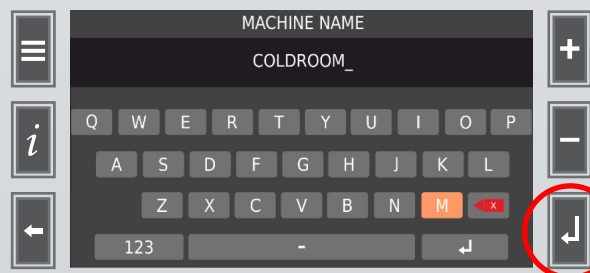 MACHINE NAME
COLDROOM_
Q W E R T Y U I O P
A S D F G H J K L
Z X C V B N M x
123 -
i
+
-